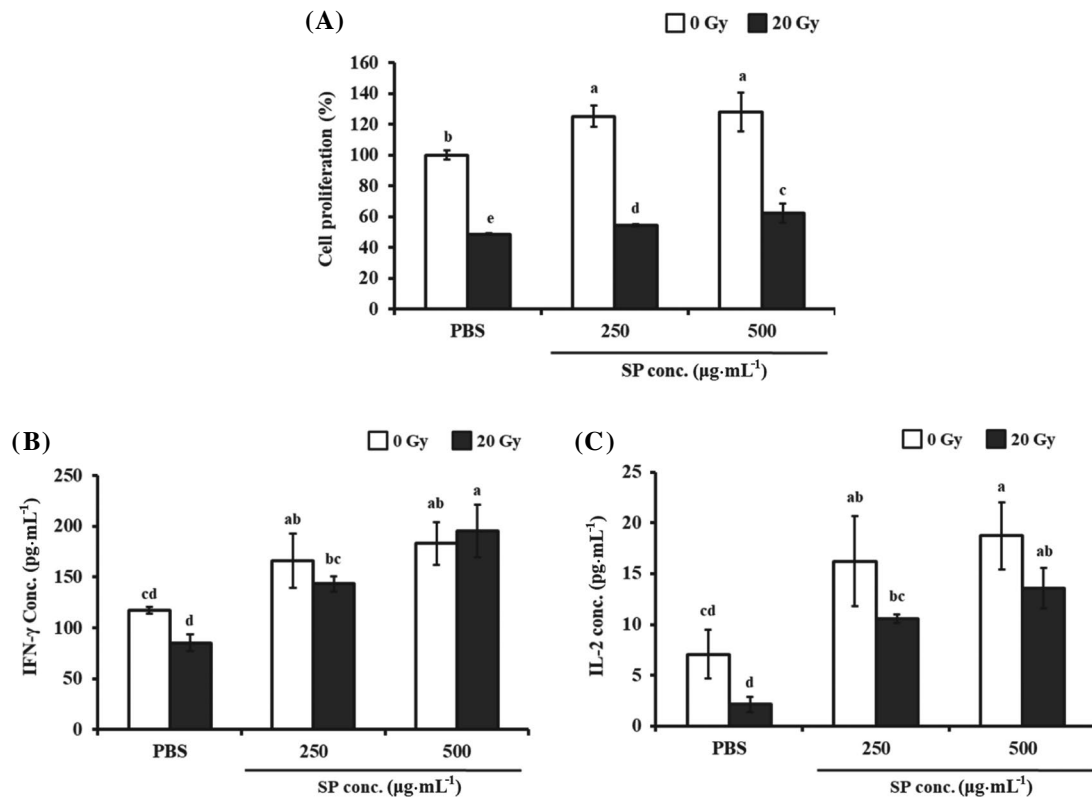 (A)
0 Gy 20 Gy
Cell proliferation (%)
160
140
120
100
80
60
40
20
0
b
e
a
d
a
c
PBS 250 500
SP conc. (μg·mL⁻¹)
(B)
0 Gy 20 Gy
IFN-γ Conc. (pg·mL⁻¹)
250
200
150
100
50
0
cd
d
ab
bc
ab
a
PBS 250 500
SP conc. (μg·mL⁻¹)
(C)
0 Gy 20 Gy
IL-2 conc. (pg·mL⁻¹)
25
20
15
10
5
0
cd
d
ab
bc
a
ab
PBS 250 500
SP conc. (μg·mL⁻¹)